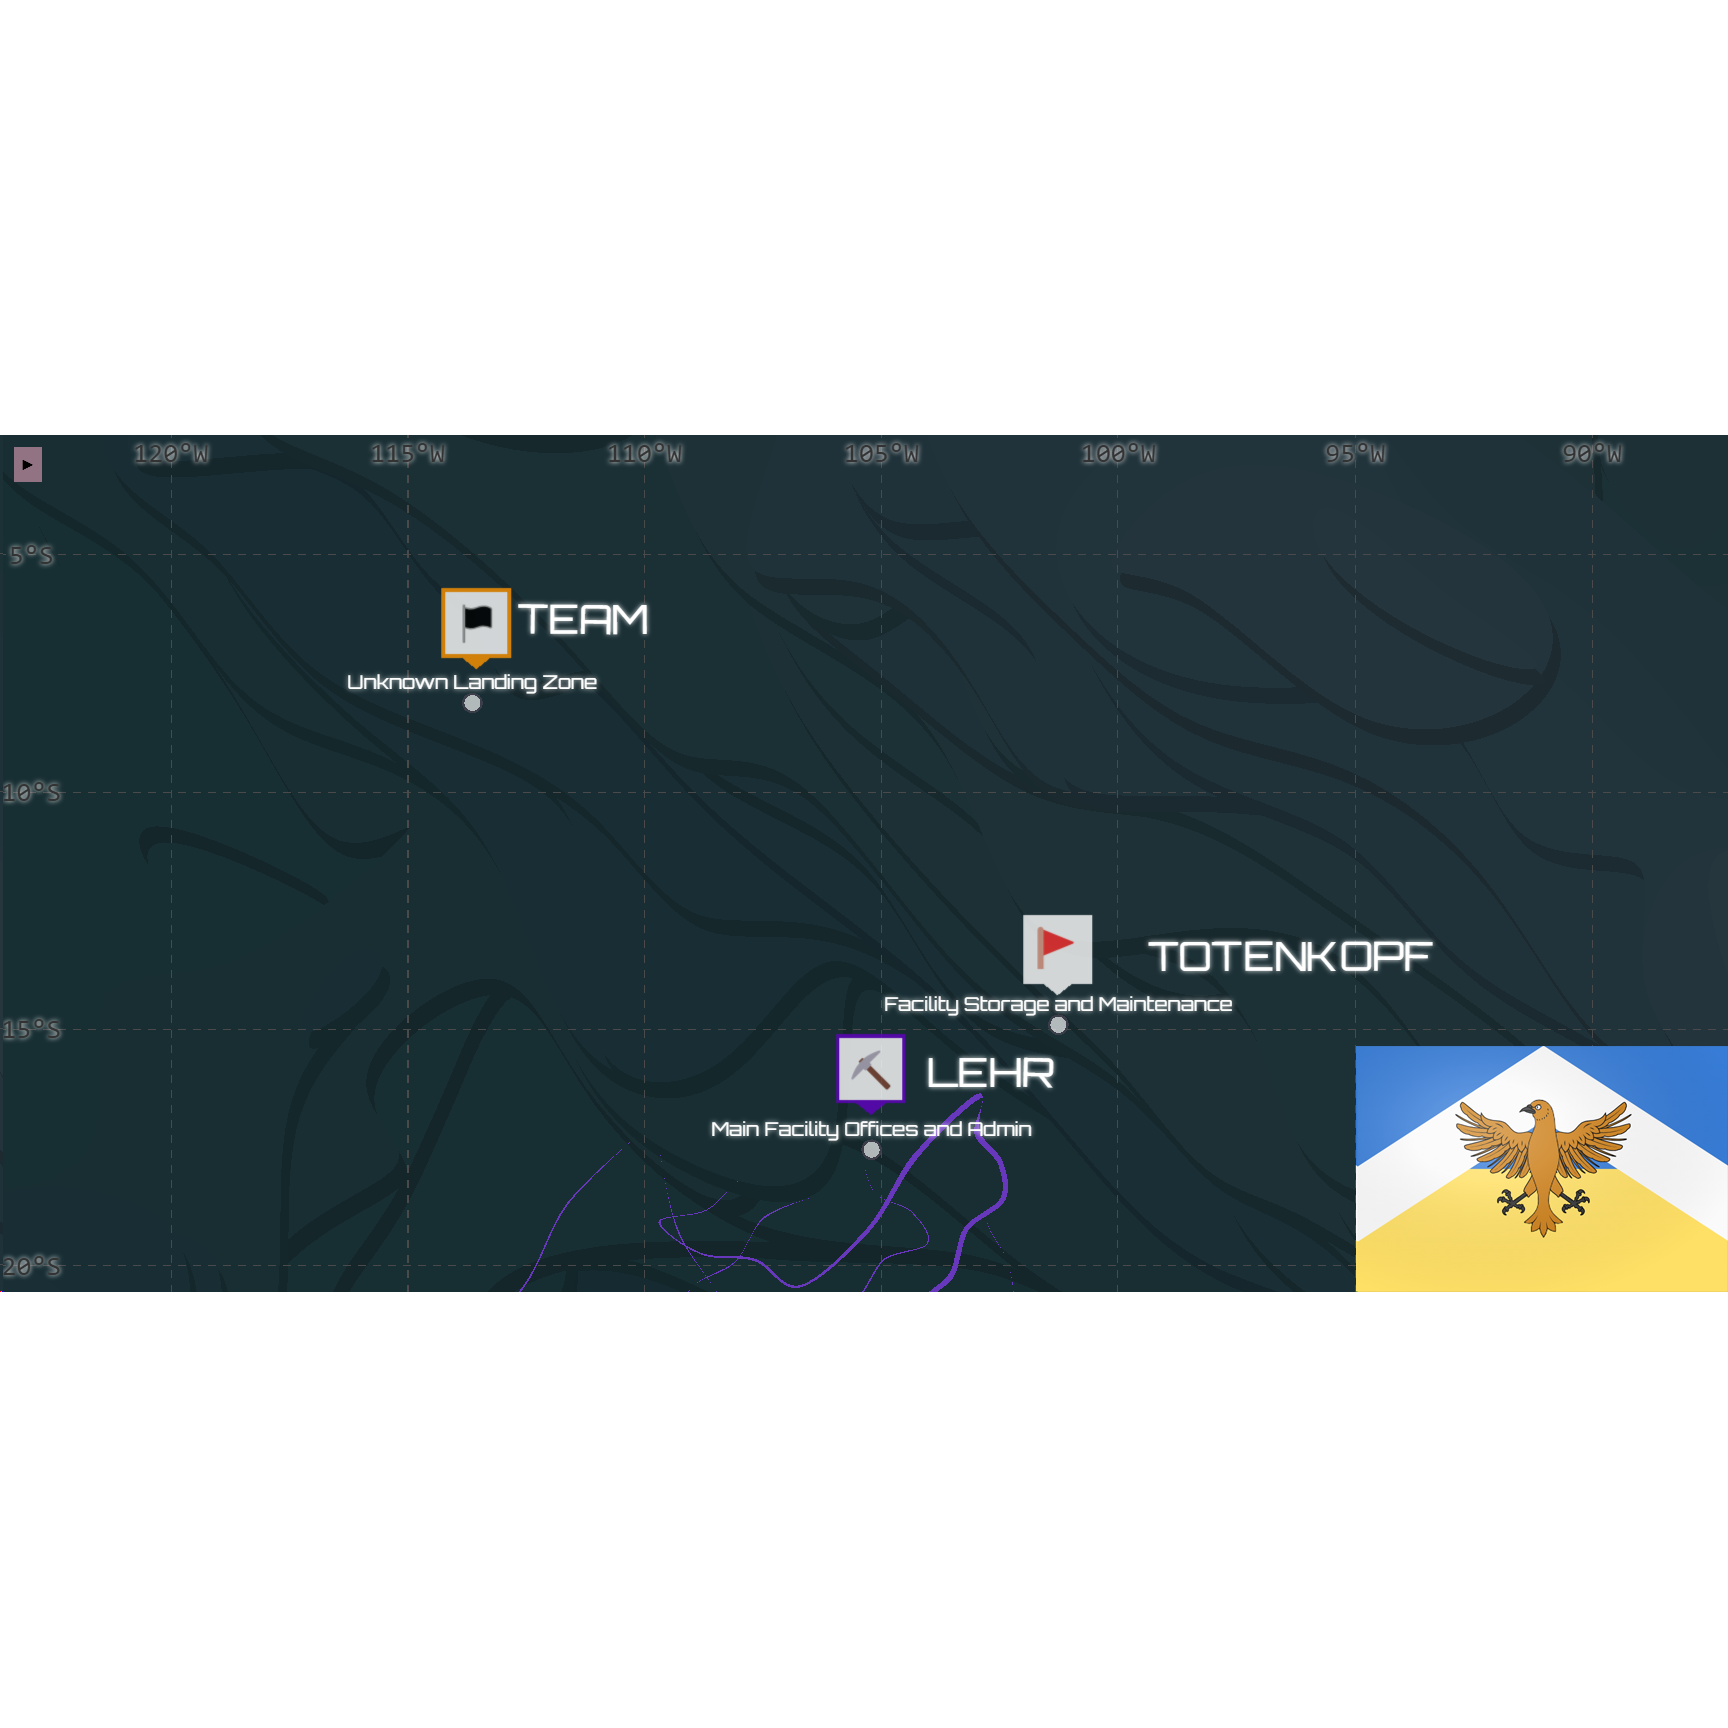 120°W 115°W 110°W 105°W 100°W 95°W 90°W
5°S
TEAM
Unknown Landing Zone
10°S
TOTENKOPF
Facility Storage and Maintenance
15°S
LEHR
Main Facility Offices and Admin
20°S